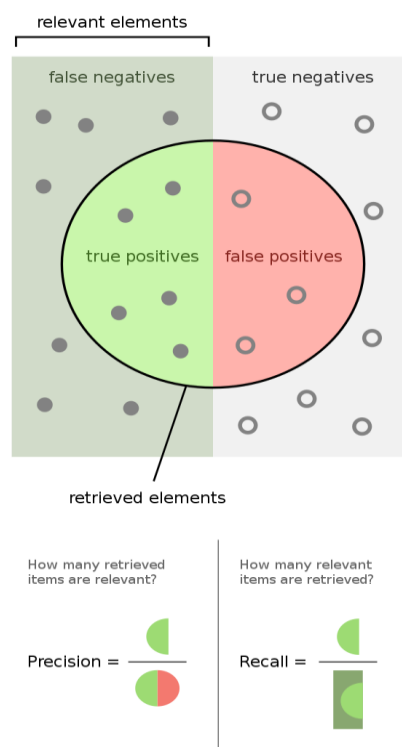 relevant elements
false negatives
true negatives
true positives
false positives
retrieved elements
How many retrieved
items are relevant?
Precision =
How many relevant
items are retrieved?
Recall =